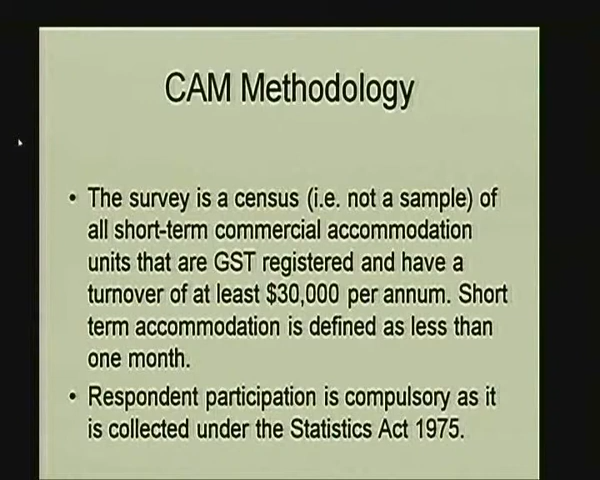 CAM Methodology
• The survey is a census (i.e. not a sample) of
all short-term commercial accommodation
units that are GST registered and have a
turnover of at least $30,000 per annum. Short
term accommodation is defined as less than
one month.
• Respondent participation is compulsory as it
is collected under the Statistics Act 1975.